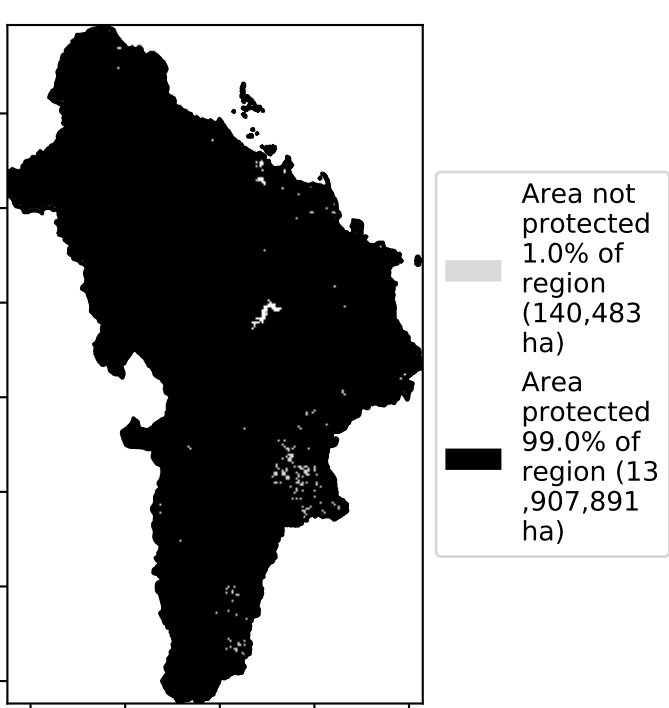 Area not
protected
1.0% of
region
(140,483
ha)
Area
protected
99.0% of
region (13
,907,891
ha)